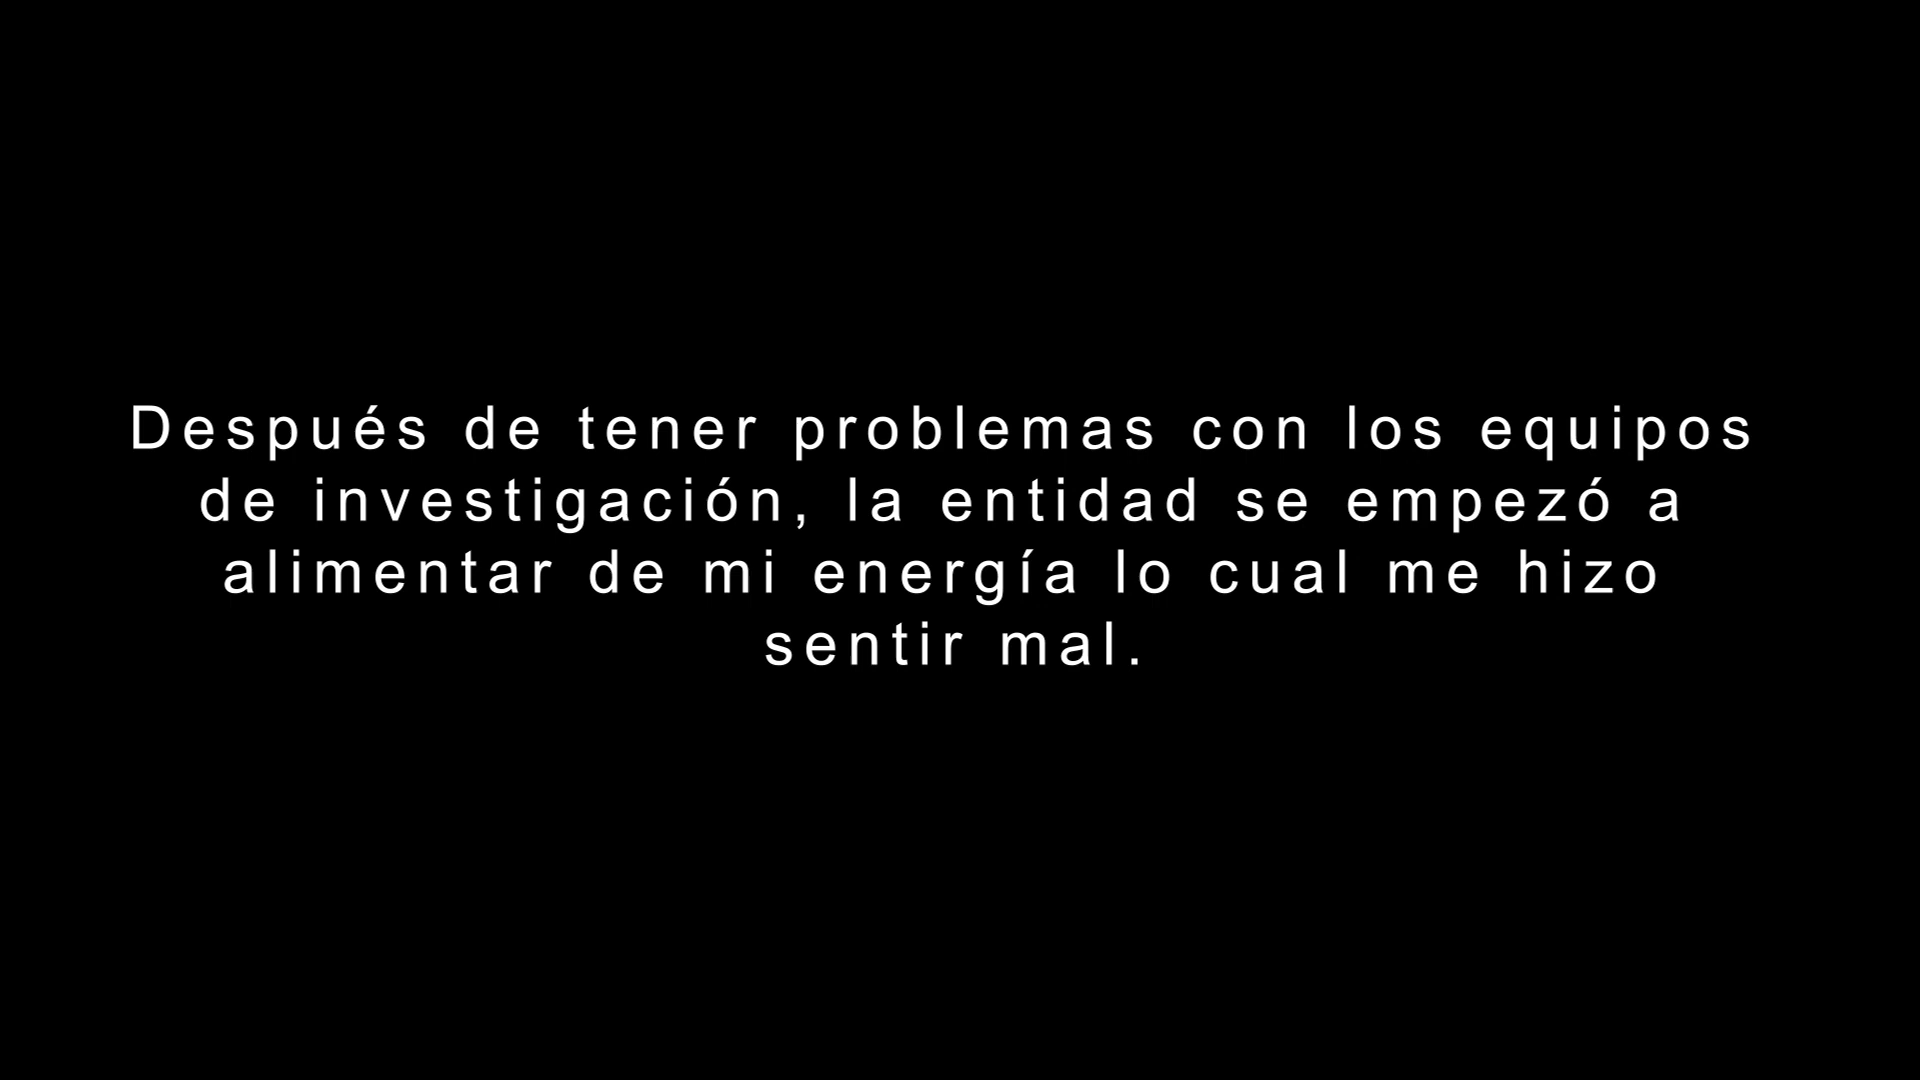 Después de tener problemas con los equipos
de investigación, la entidad se empezó a
alimentar de mi energía lo cual me hizo
sentir mal.